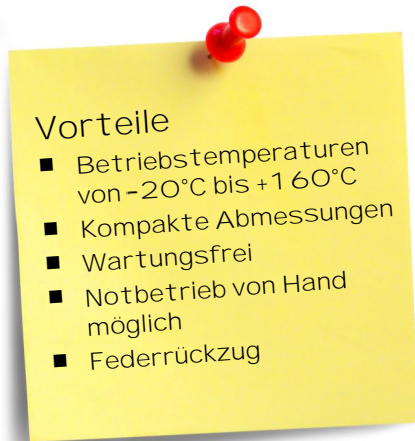 Vorteile
■ Betriebstemperaturen
von -20°C bis +160°C
■ Kompakte Abmessungen
■ Wartungsfrei
■ Notbetrieb von Hand
möglich
■ Federrückzug